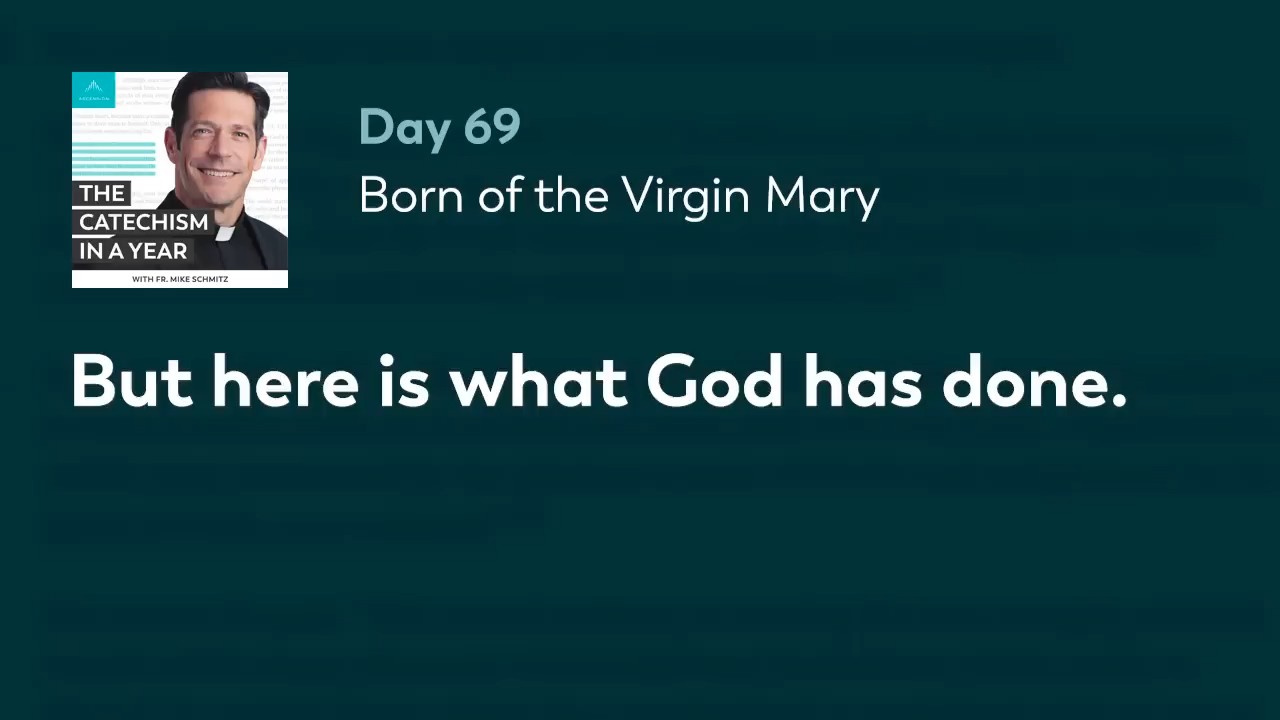 ASCENSION
THE
CATECHISM
IN A YEAR
WITH FR. MIKE SCHMITZ
Day 69
Born of the Virgin Mary
But here is what God has done.